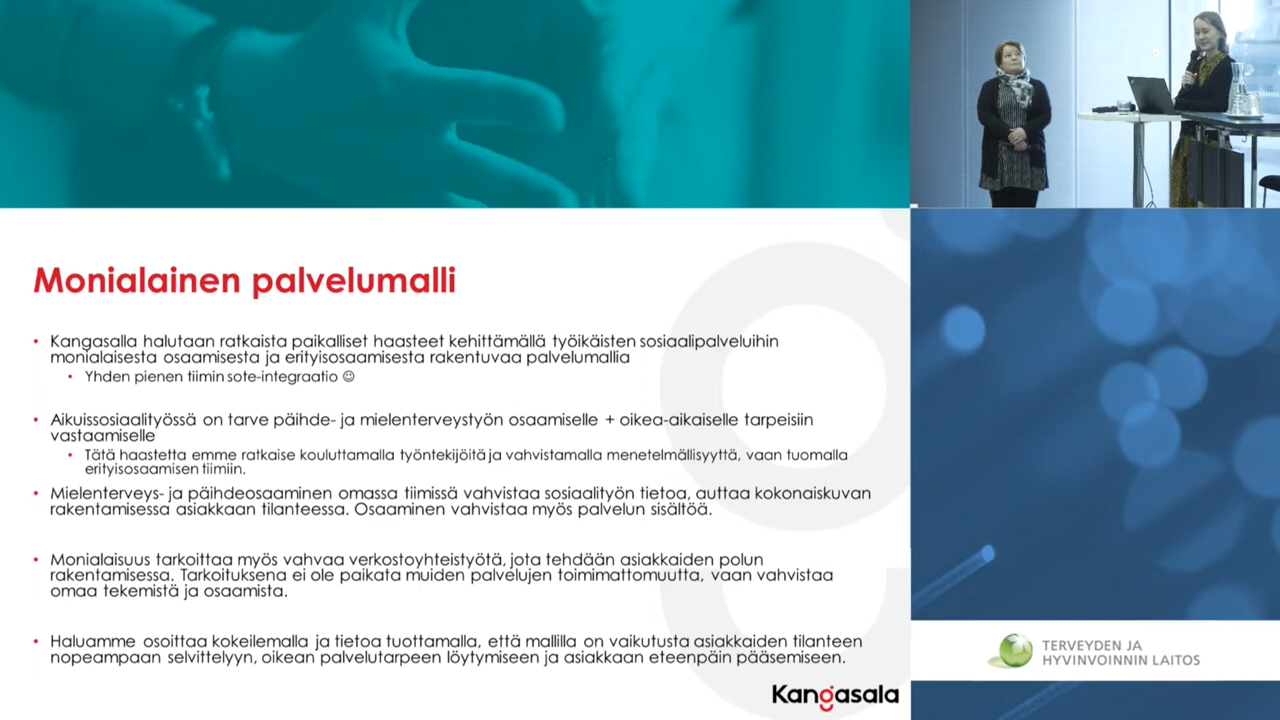 Monialainen palvelumalli
• Kangasalla halutaan ratkaista paikalliset haasteet kehittämällä työikäisten sosiaalipalveluihin
monialaisesta osaamisesta ja erityisosaamisesta rakentuvaa palvelumallia
• Yhden pienen tiimin sote-integraatio ☺
• Aikuissosiaalityössä on tarve päihde- ja mielenterveystyön osaamiselle + oikea-aikaiselle tarpeisiin
vastaamiselle
• Tätä haastetta emme ratkaise kouluttamalla työntekijöitä ja vahvistamalla menetelmällisyyttä, vaan tuomalla
erityisosaamisen tiimiin.
• Mielenterveys- ja päihdeosaaminen omassa tiimissä vahvistaa sosiaalityön tietoa, auttaa kokonaiskuvan
rakentamisessa asiakkaan tilanteessa. Osaaminen vahvistaa myös palvelun sisältöä.
• Monialaisuus tarkoittaa myös vahvaa verkostoyhteistyötä, jota tehdään asiakkaiden polun
rakentamisessa. Tarkoituksena ei ole paikata muiden palvelujen toimimattomuutta, vaan vahvistaa
omaa tekemistä ja osaamista.
• Haluamme osoittaa kokeilemalla ja tietoa tuottamalla, että mallilla on vaikutusta asiakkaiden tilanteen
nopeampaan selvittelyyn, oikean palvelutarpeen löytymiseen ja asiakkaan eteenpäin pääsemiseen.
Kangasala
TERVEYDEN JA
HYVINVOINNIN LAITOS